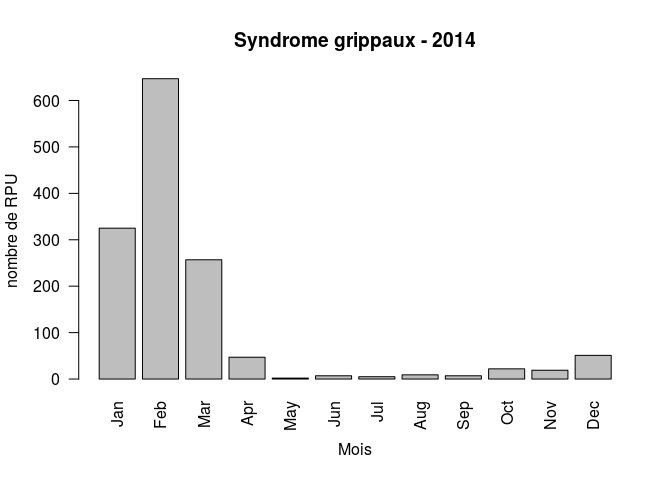 Syndrome grippaux - 2014
nombre de RPU
600
500
400
300
200
100
0
Jan Feb Mar Apr May Jun Jul Aug Sep Oct Nov Dec
Mois